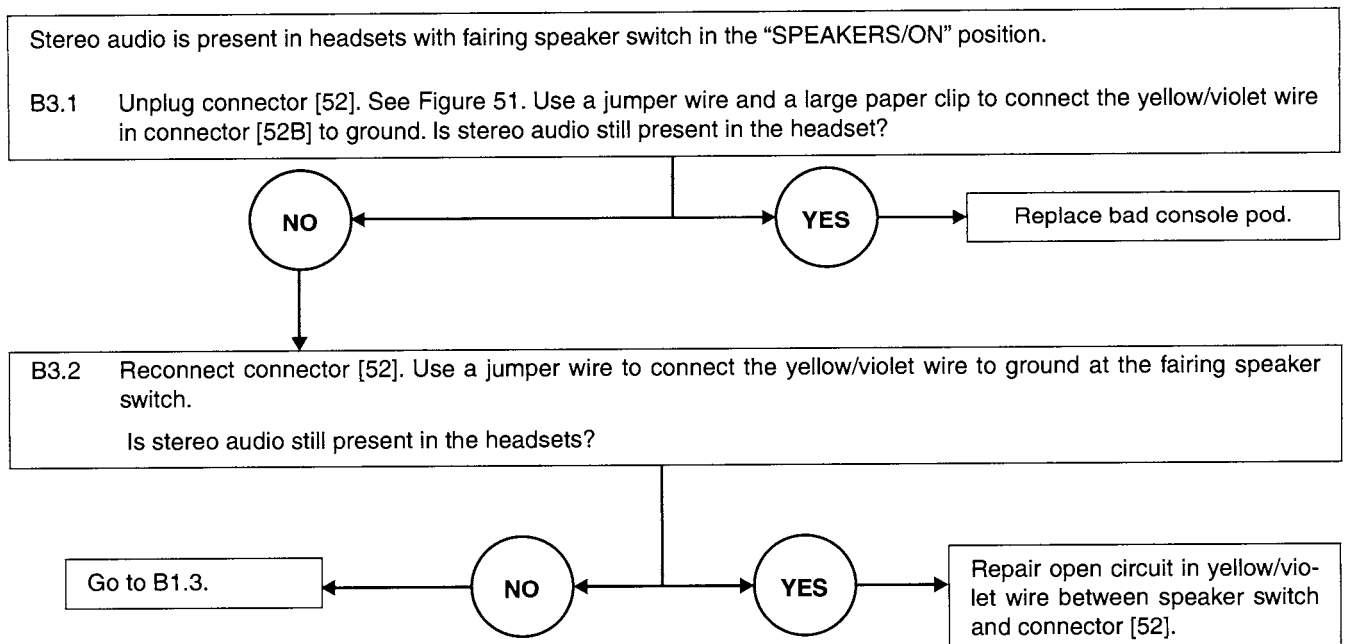 Stereo audio is present in headsets with fairing speaker switch in the “SPEAKERS/ON” position.
B3.1 Unplug connector [52]. See Figure 51. Use a jumper wire and a large paper clip to connect the yellow/violet wire
in connector [52B] to ground. Is stereo audio still present in the headset?
NO
YES
Replace bad console pod.
B3.2 Reconnect connector [52]. Use a jumper wire to connect the yellow/violet wire to ground at the fairing speaker
switch.
Is stereo audio still present in the headsets?
Go to B1.3.
NO
YES
Repair open circuit in yellow/vio-
let wire between speaker switch
and connector [52].